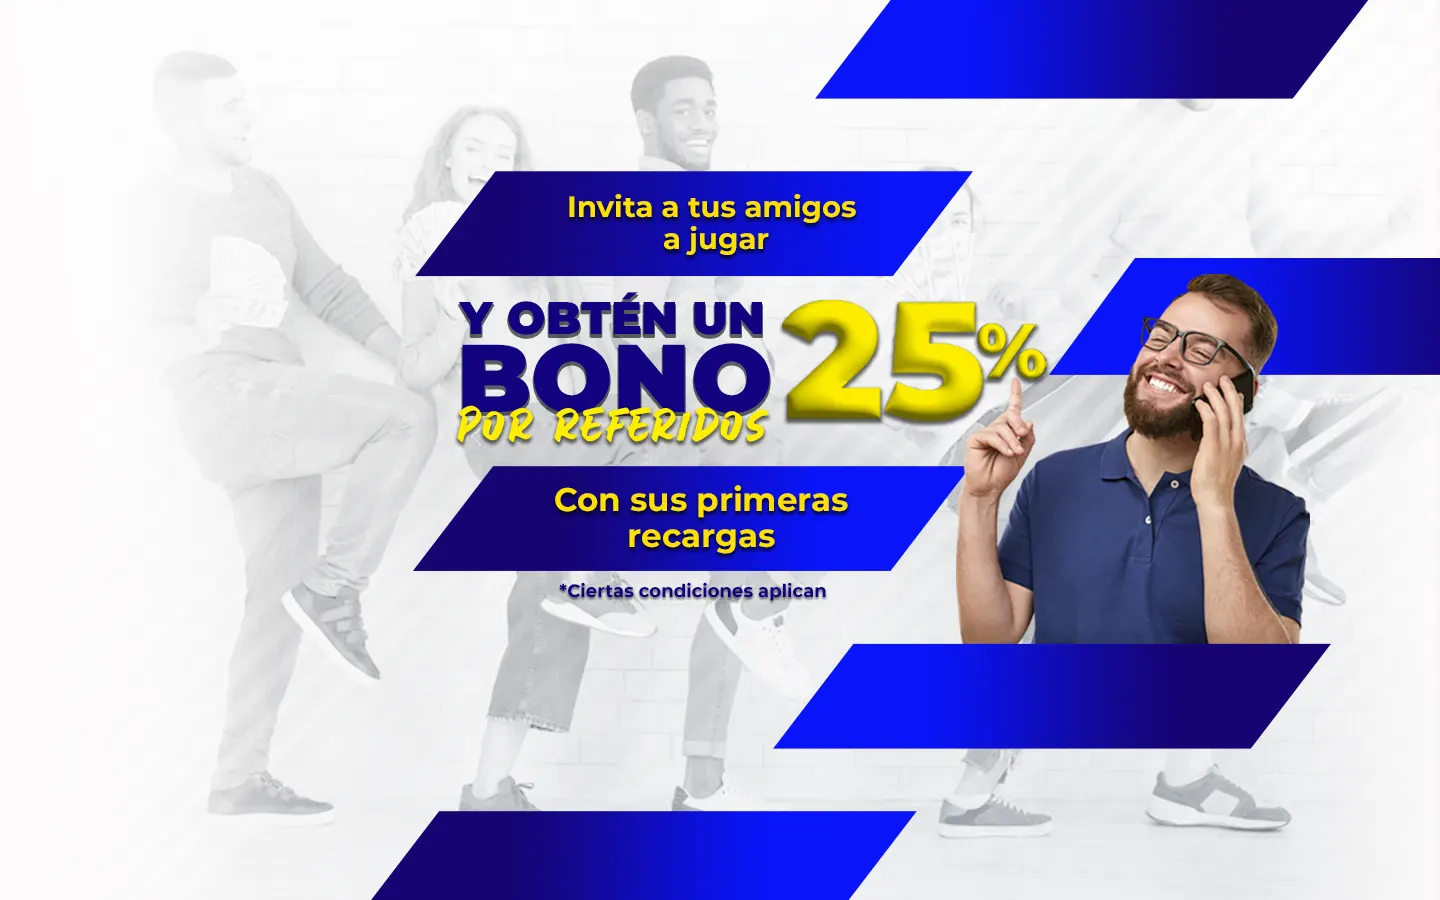 Invita a tus amigos
a jugar
Y OBTÉN UN
BONO
POR REFERIDOS
25%
Con sus primeras
recargas
*Ciertas condiciones aplican